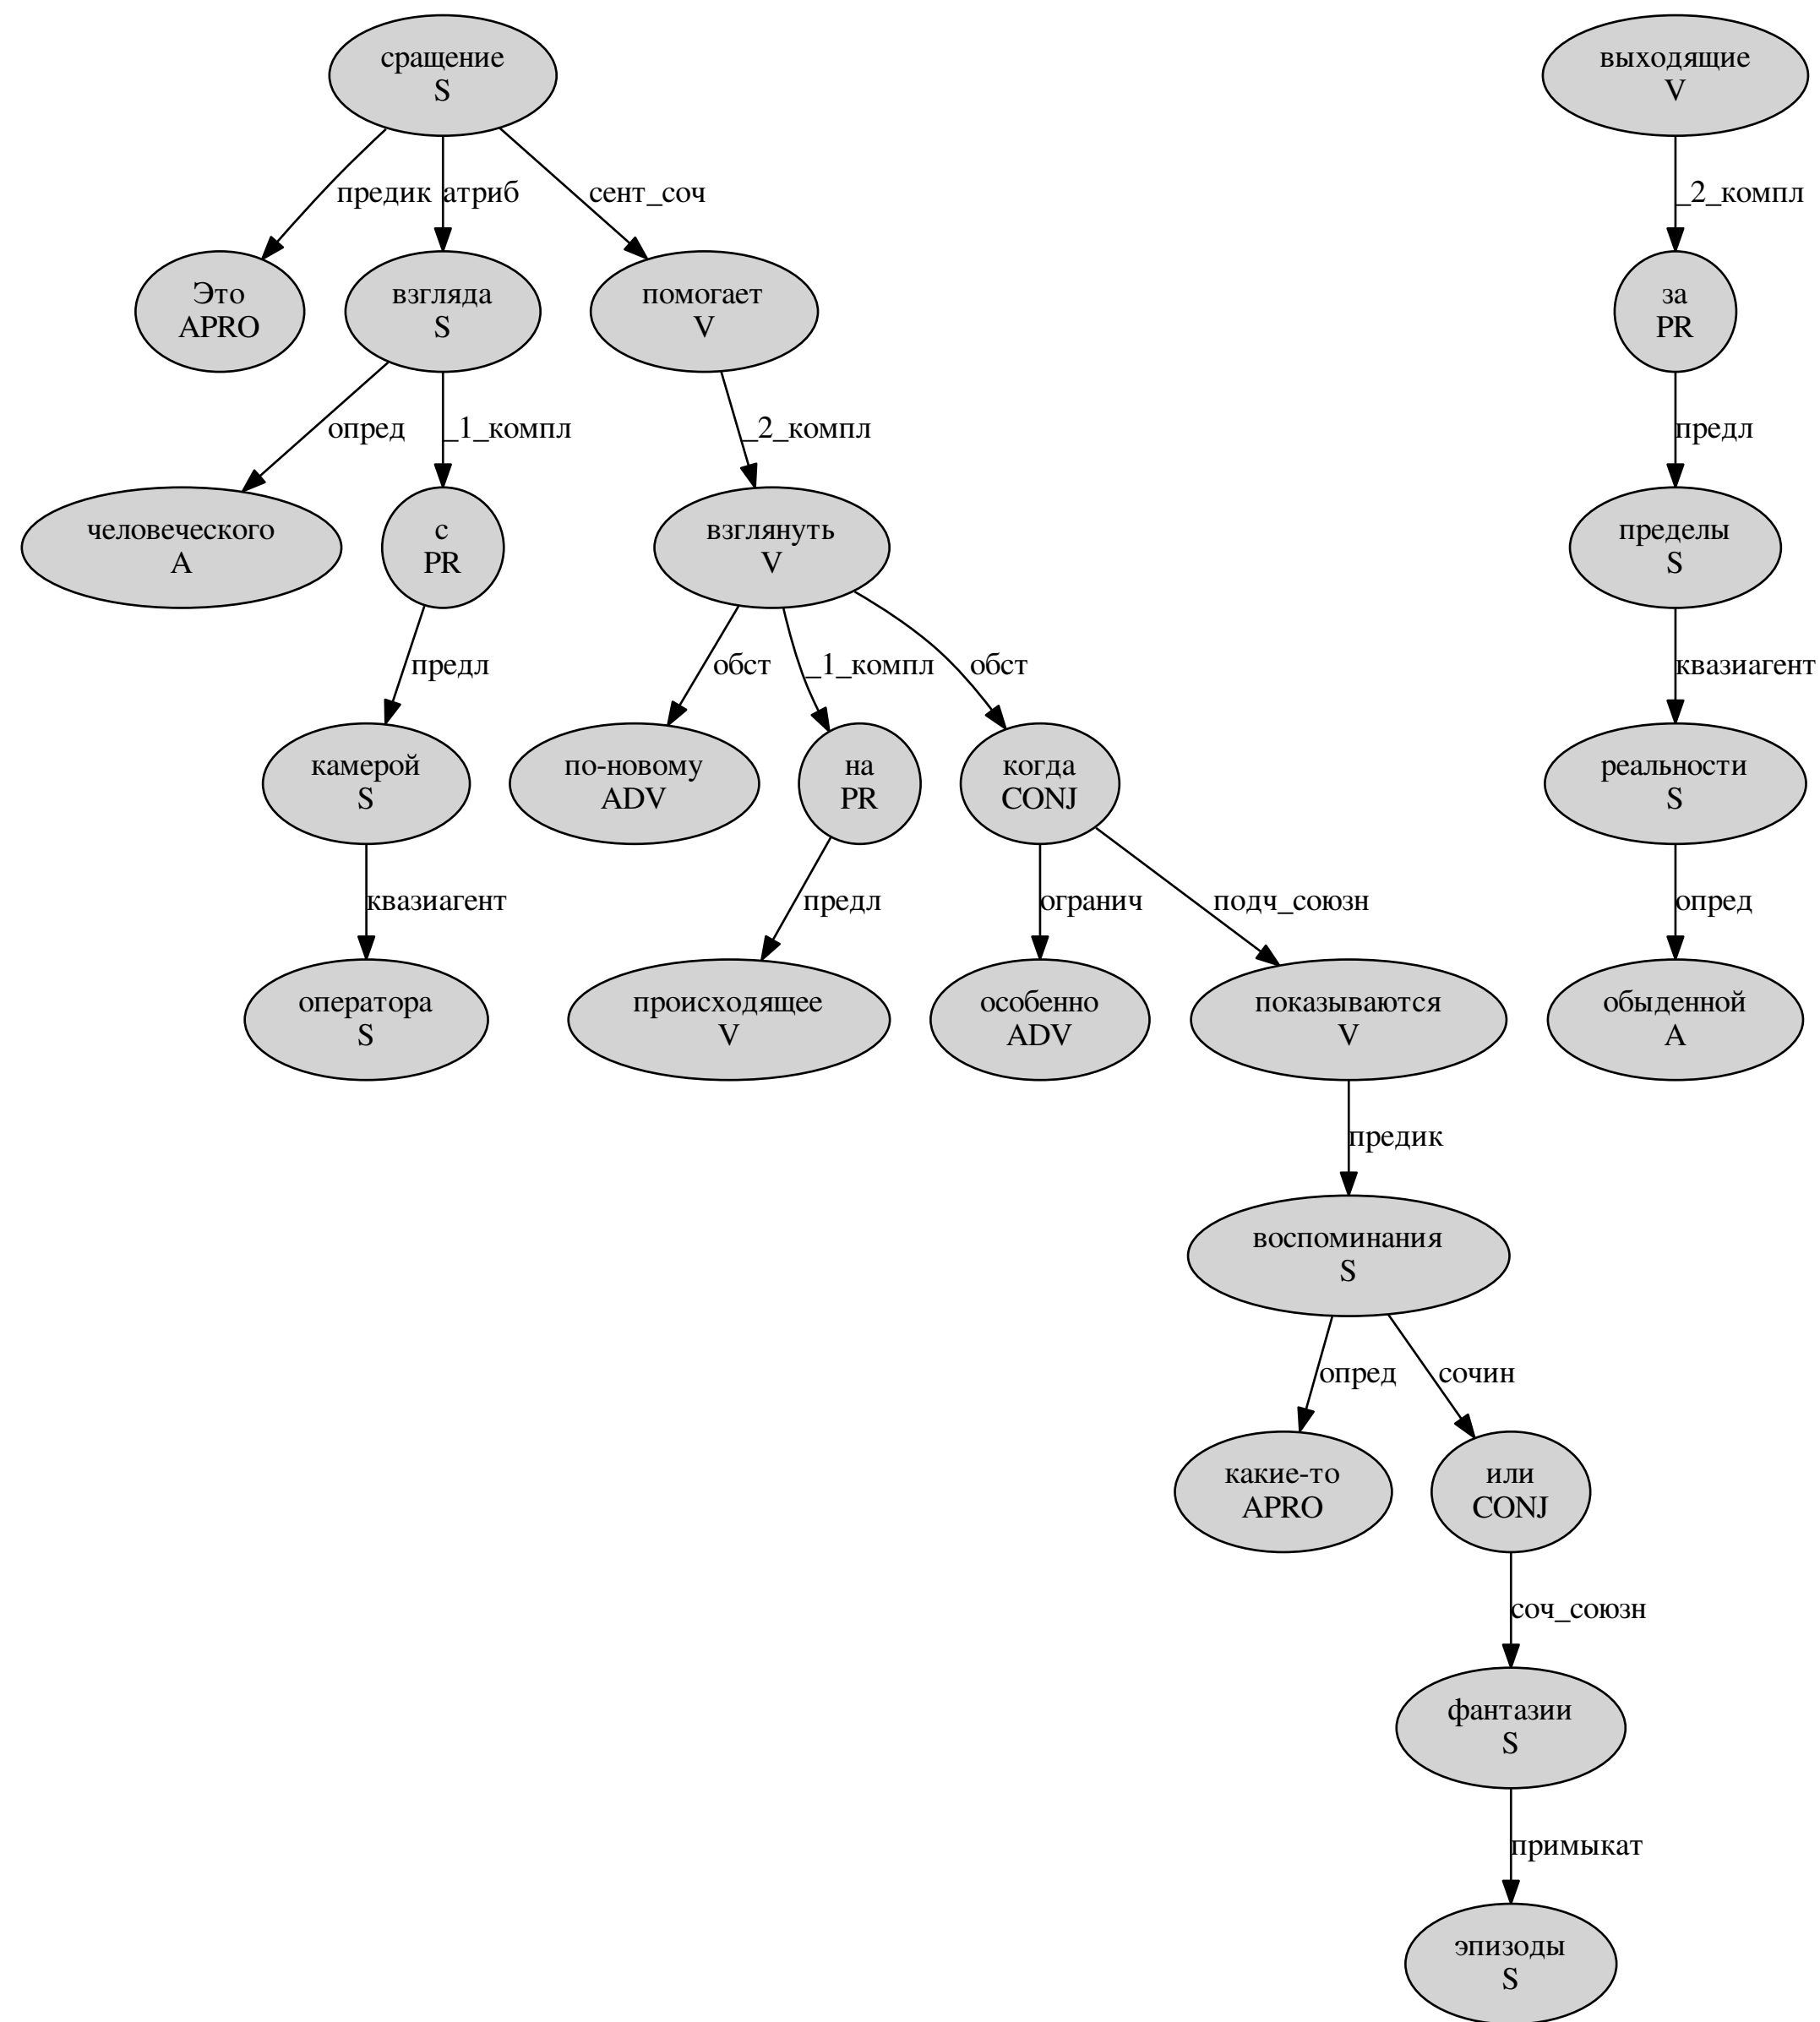 сращение
S
выходящие
V
предик
атриб
сент_соч
_2_компл
Это
APRO
взгляда
S
помогает
V
за
PR
опред
_1_компл
_2_компл
предл
человеческого
A
с
PR
взглянуть
V
пределы
S
предл
обст
_1_компл
обст
квазиагент
камерой
S
по-новому
ADV
на
PR
когда
CONJ
реальности
S
квазиагент
предл
огранич
подч_союзн
опред
оператора
S
происходящее
V
особенно
ADV
показываются
V
обыденной
A
предик
воспоминания
S
опред
сочин
какие-то
APRO
или
CONJ
соч_союзн
фантазии
S
примыкат
эпизоды
S